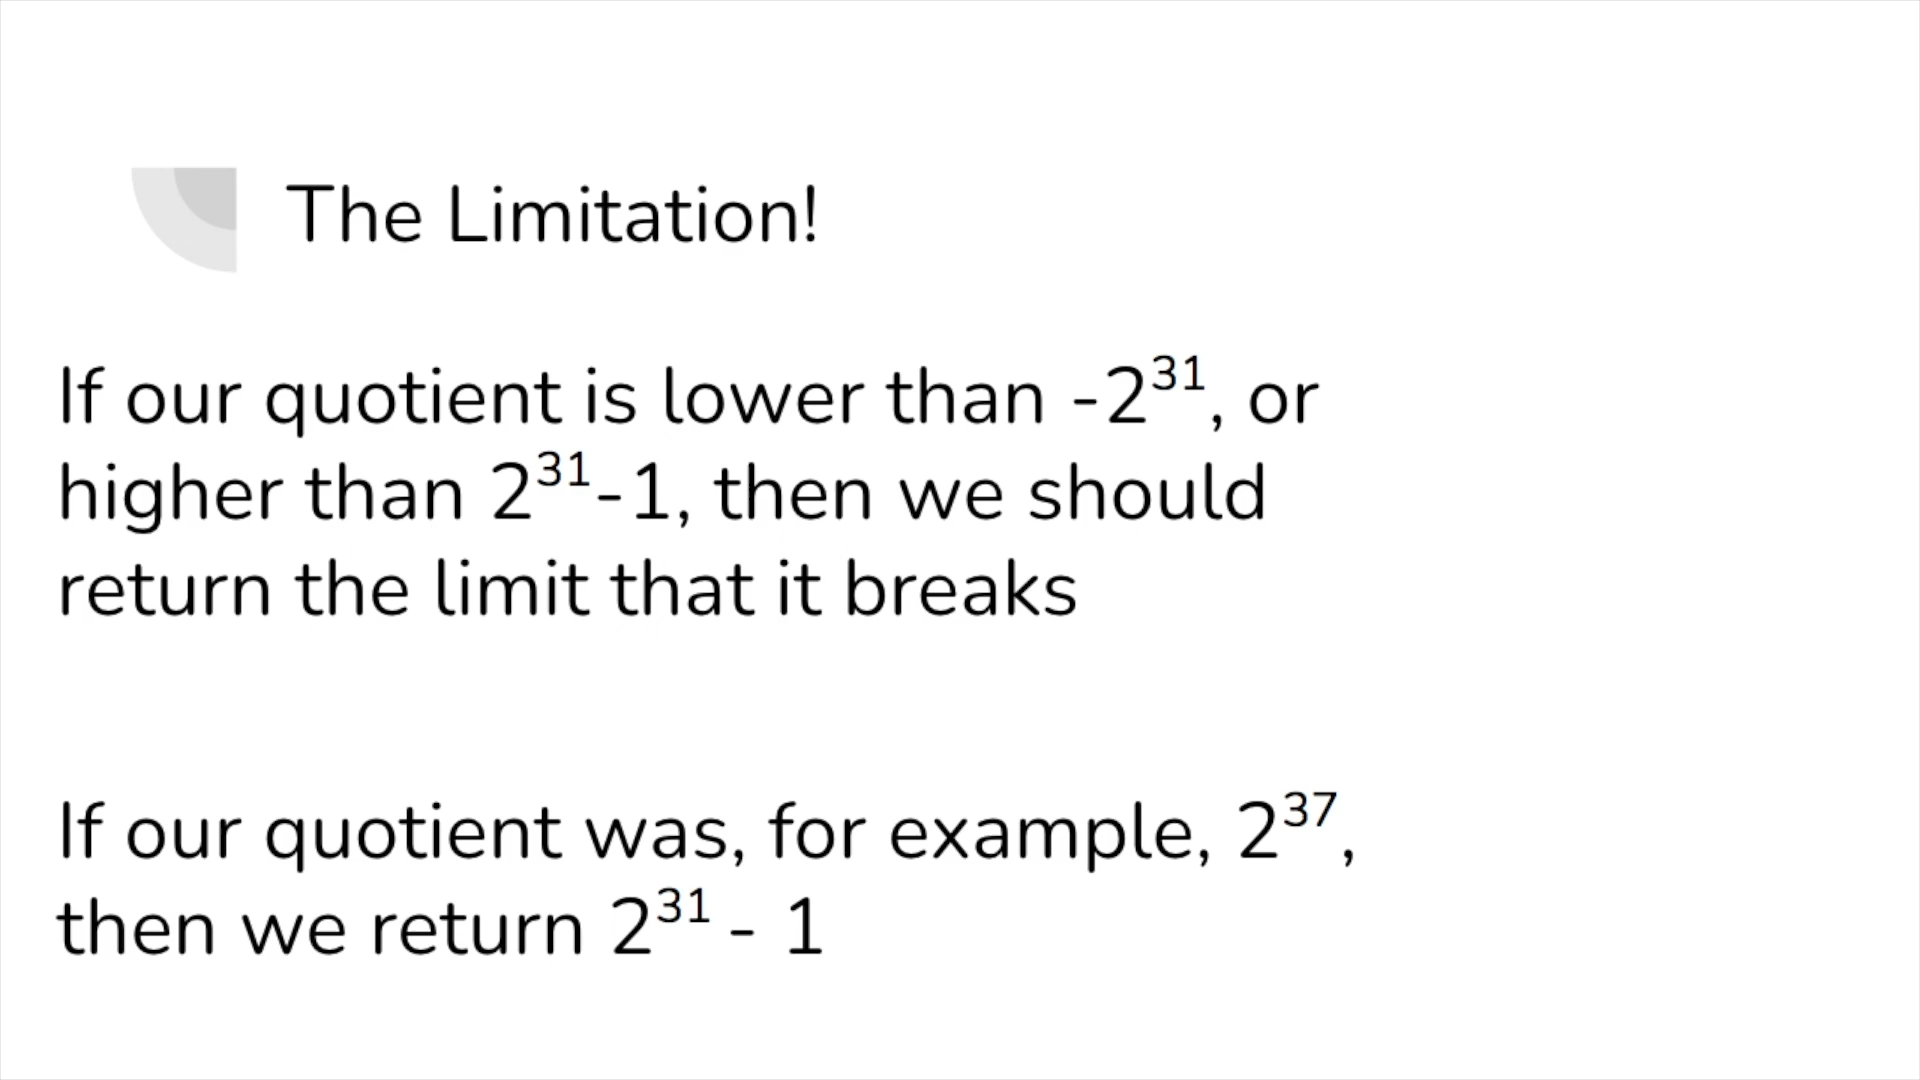 The Limitation!
If our quotient is lower than -2³¹, or
higher than 2³¹-1, then we should
return the limit that it breaks
If our quotient was, for example, 2³⁷,
then we return 2³¹ - 1